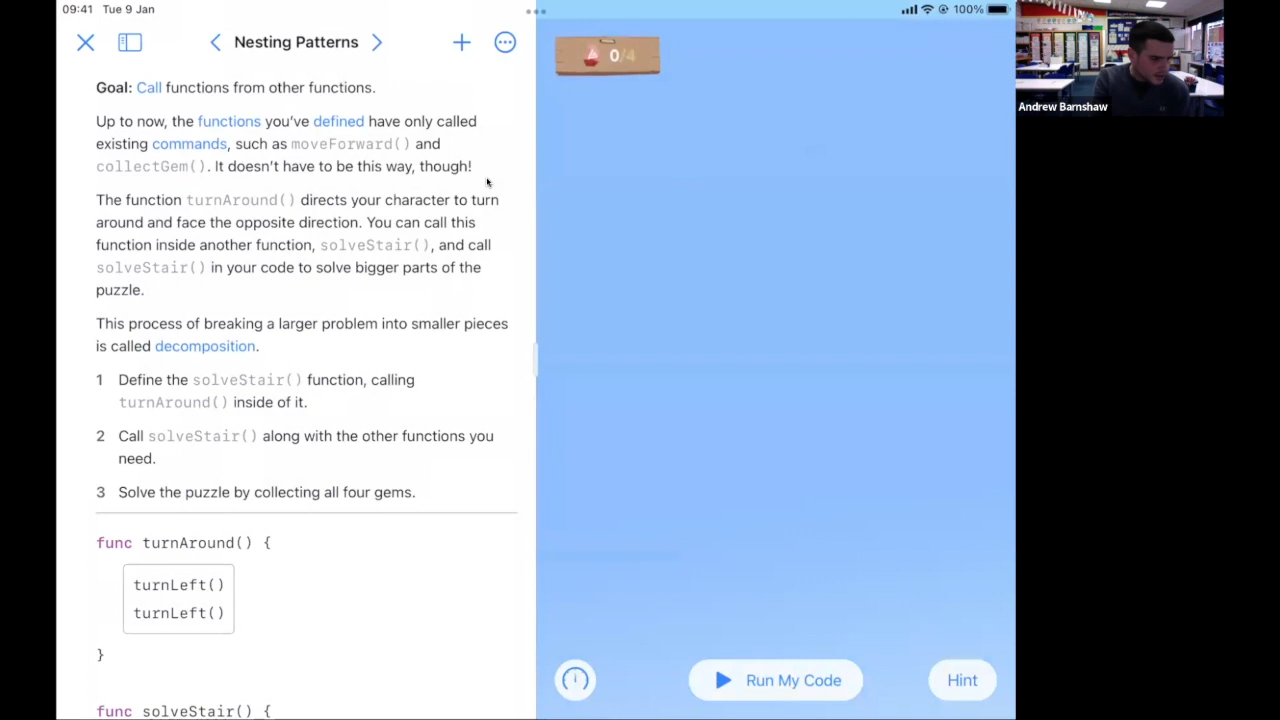 09:41 Tue 9 Jan
100%
Nesting Patterns
Goal: Call functions from other functions.
Up to now, the functions you've defined have only called
existing commands, such as moveForward() and
collectGem(). It doesn't have to be this way, though!
The function turnAround() directs your character to turn
around and face the opposite direction. You can call this
function inside another function, solveStair(), and call
solveStair() in your code to solve bigger parts of the
puzzle.
This process of breaking a larger problem into smaller pieces
is called decomposition.
1 Define the solveStair() function, calling
turnAround() inside of it.
2 Call solveStair() along with the other functions you
need.
3 Solve the puzzle by collecting all four gems.
func turnAround() {
turnLeft()
turnLeft()
}
func solveStair() {
0/4
Run My Code
Hint
Andrew Barnshaw